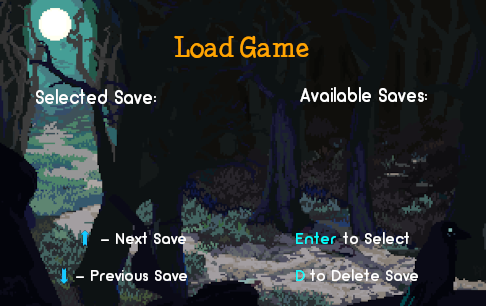 Load Game
Selected Save:
Available Saves:
⬆ - Next Save
Enter to Select
⬇ - Previous Save
D to Delete Save